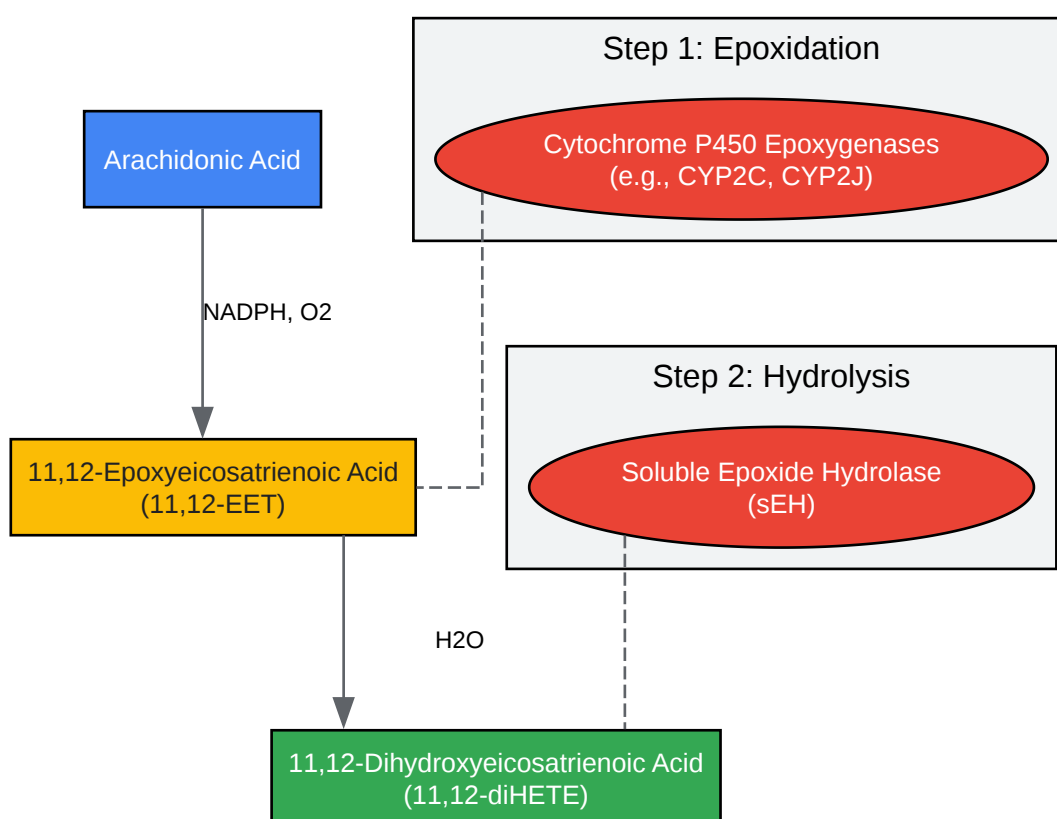 Step 1: Epoxidation
Cytochrome P450 Epoxygenases
(e.g., CYP2C, CYP2J)
Arachidonic Acid
NADPH, O2
Step 2: Hydrolysis
11,12-Epoxyeicosatrienoic Acid
(11,12-EET)
Soluble Epoxide Hydrolase
(sEH)
H2O
11,12-Dihydroxyeicosatrienoic Acid
(11,12-diHETE)